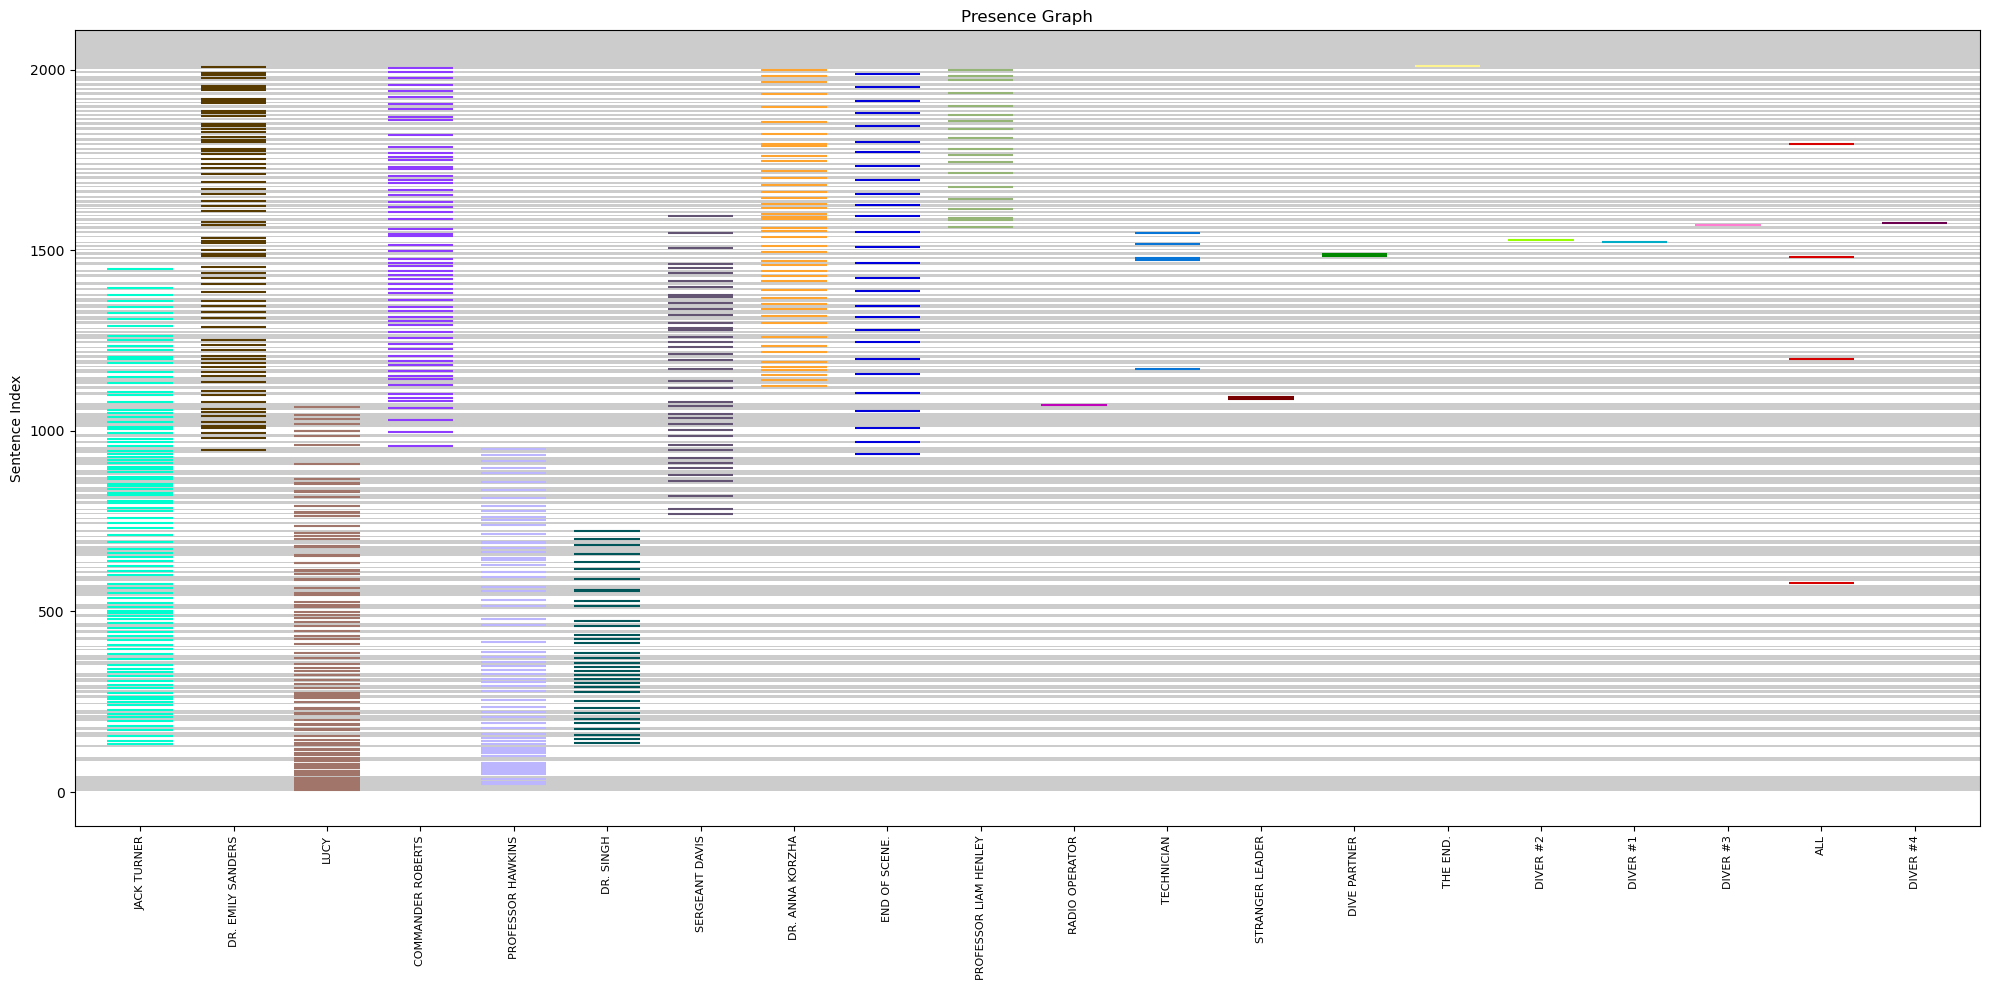 Presence Graph
Sentence Index
2000
1500
1000
500
0
JACK TURNER
DR. EMILY SANDERS
LUCY
COMMANDER ROBERTS
PROFESSOR HAWKINS
DR. SINGH
SERGEANT DAVIS
DR. ANNA KORZHA
END OF SCENE.
PROFESSOR LIAM HENLEY
RADIO OPERATOR
TECHNICIAN
STRANGER LEADER
DIVE PARTNER
THE END.
DIVER #2
DIVER #1
DIVER #3
ALL
DIVER #4